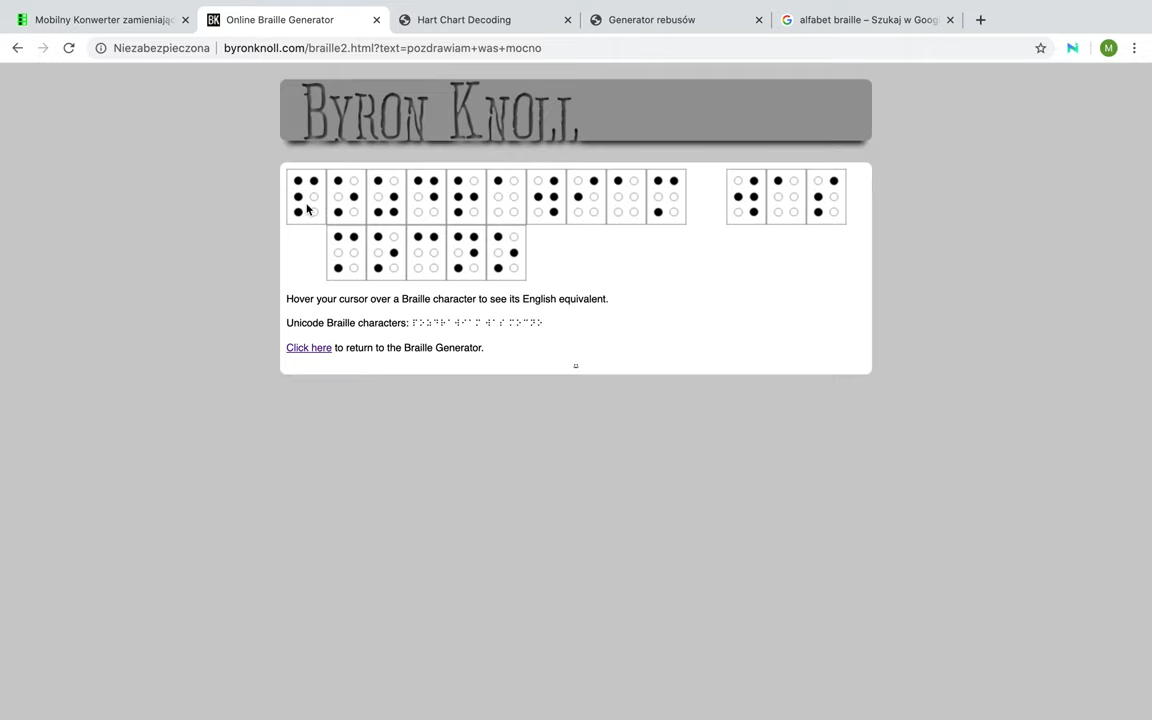 Mobilny Konwerter zamieniając
Online Braille Generator
Hart Chart Decoding
Generator rebusów
alfabet braille – Szukaj w Goog
Niezabezpieczona
byronknoll.com/braille2.html?text=pozdrawiam+was+mocno
M
BK
Byron Knoll
⠏⠕⠵⠙⠗⠁⠺⠊⠁⠍ ⠺⠁⠎
⠍⠕⠉⠝⠕
Hover your cursor over a Braille character to see its English equivalent.
Unicode Braille characters: ⠏⠕⠵⠙⠗⠁⠺⠊⠁⠍ ⠺⠁⠎ ⠍⠕⠉⠝⠕
Click here to return to the Braille Generator.